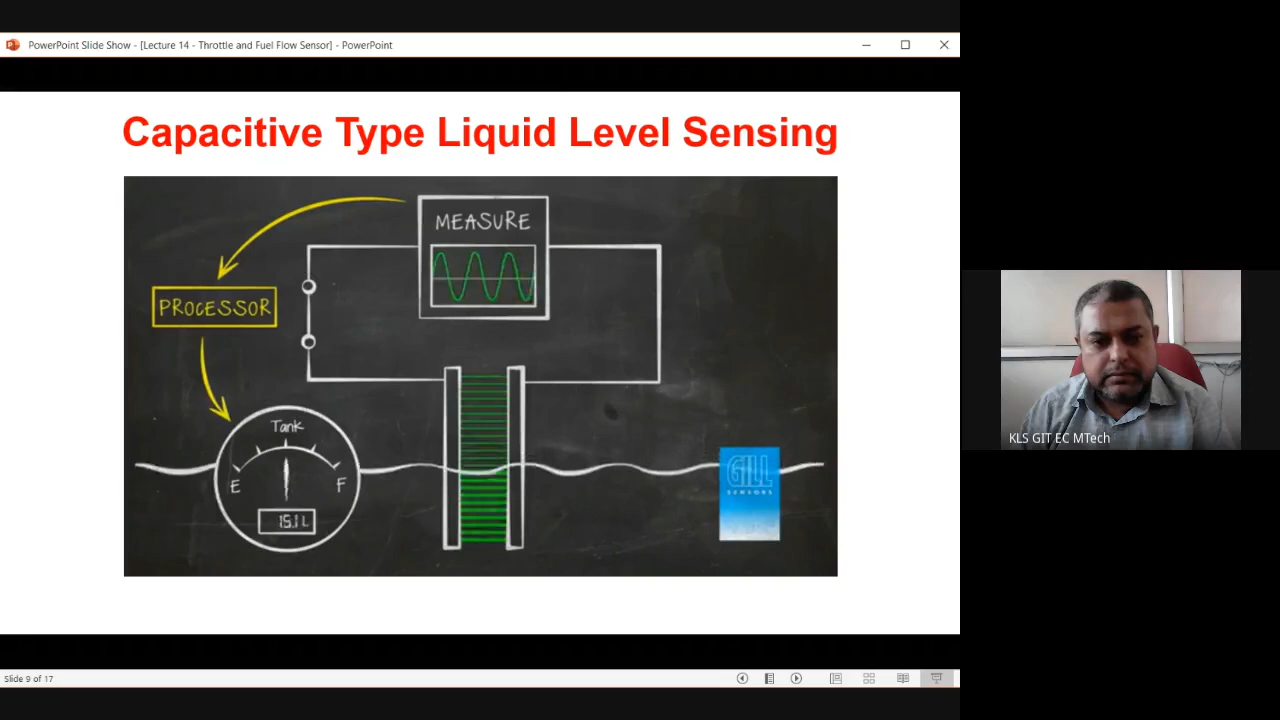 PowerPoint Slide Show - [Lecture 14 - Throttle and Fuel Flow Sensor] - PowerPoint
Capacitive Type Liquid Level Sensing
MEASURE
PROCESSOR
Tank
E
F
15.1 L
GILL
SENSORS
KLS GIT EC MTech
Slide 9 of 17